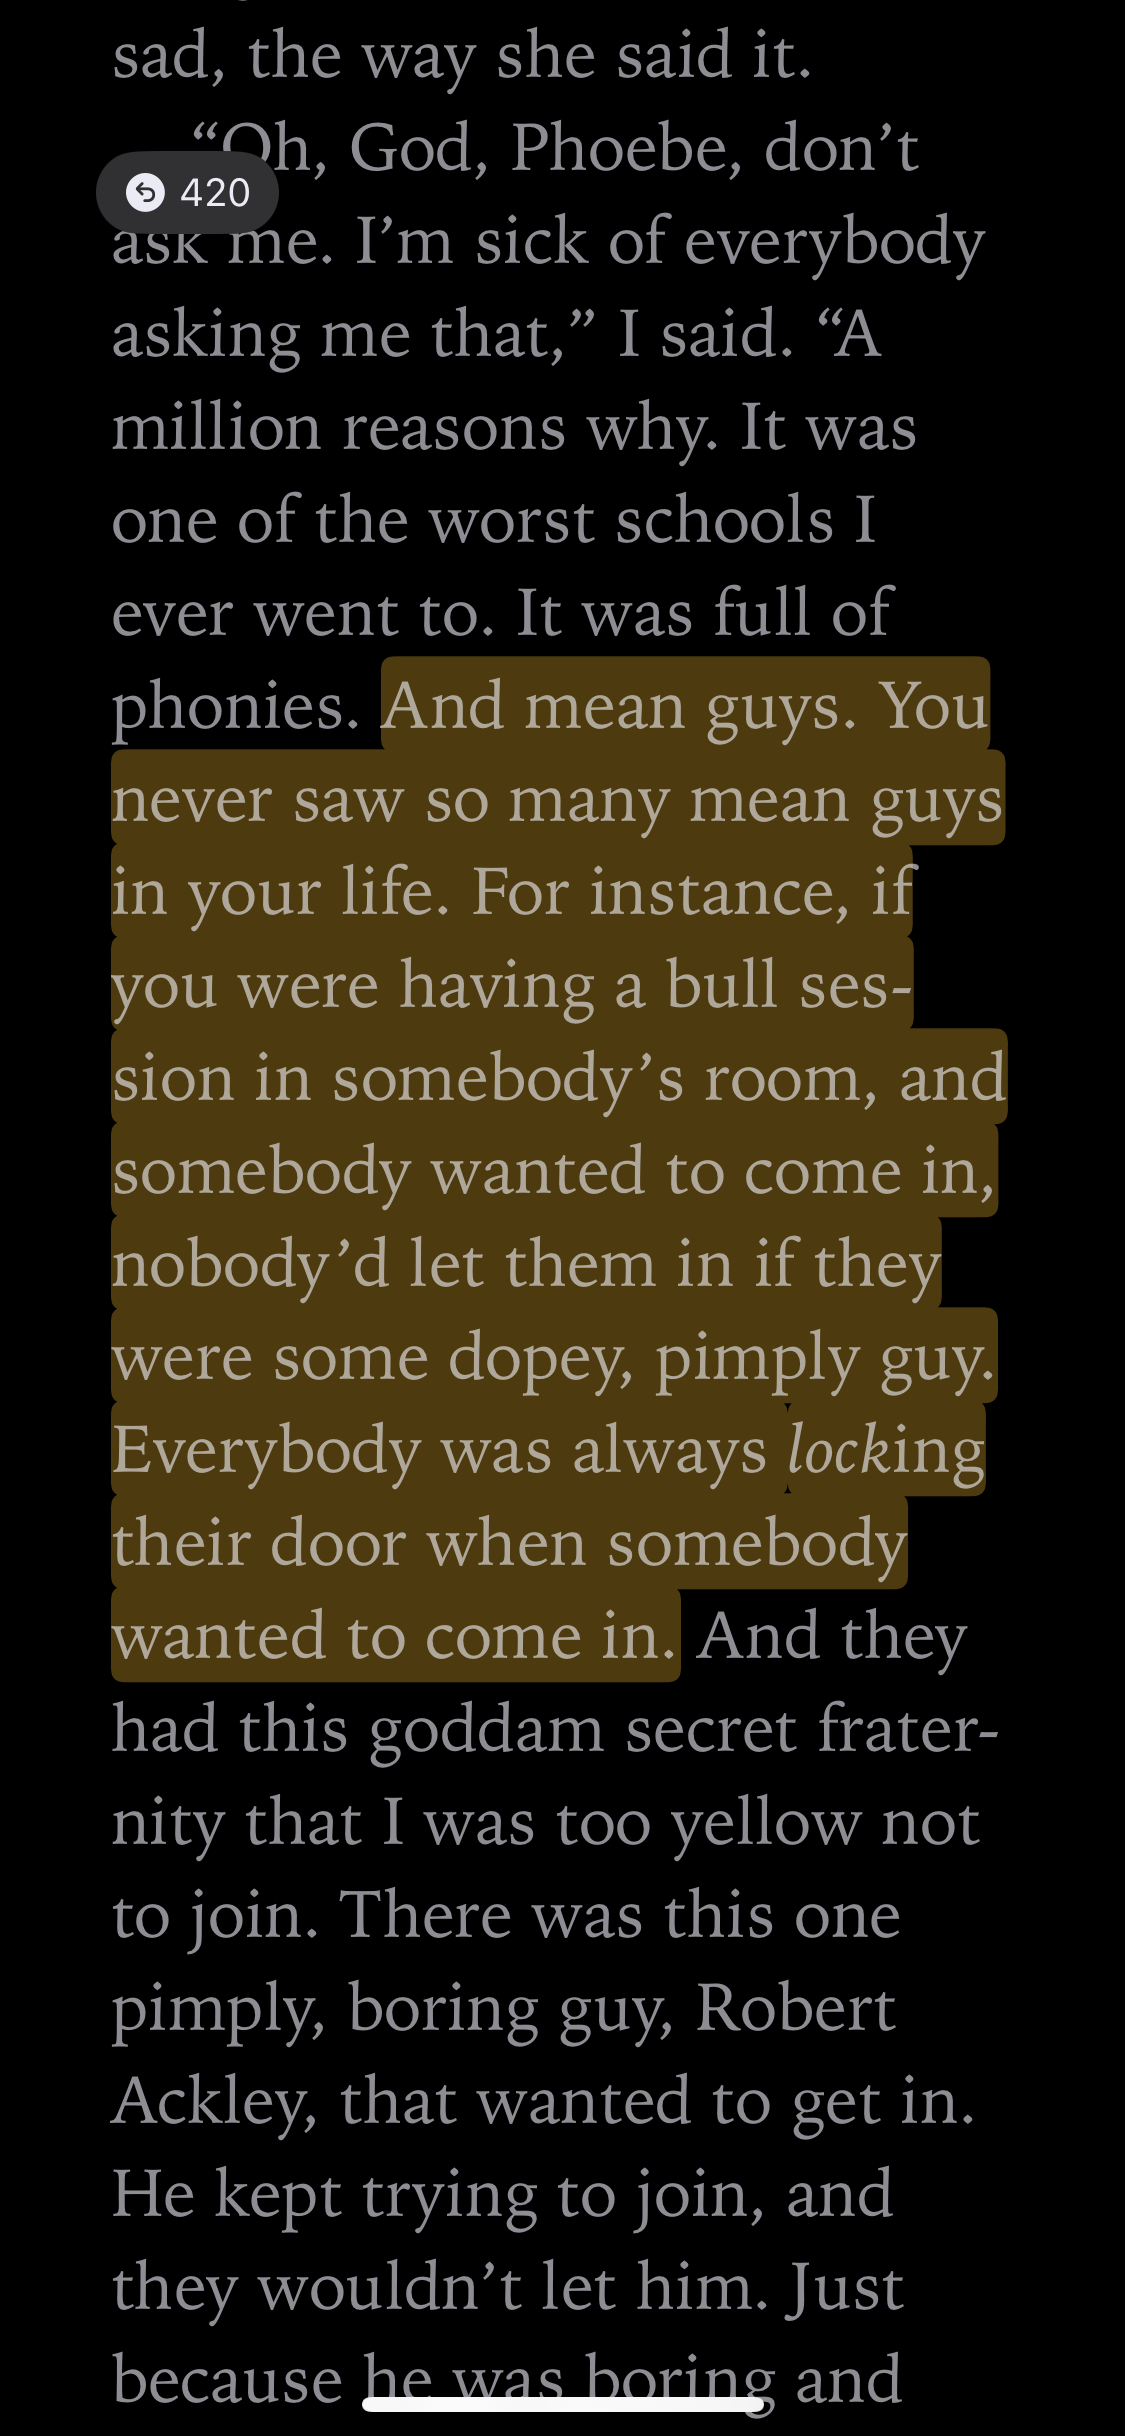 sad, the way she said it.
“Oh, God, Phoebe, don’t
420
ask me. I’m sick of everybody
asking me that,” I said. “A
million reasons why. It was
one of the worst schools I
ever went to. It was full of
phonies. And mean guys. You
never saw so many mean guys
in your life. For instance, if
you were having a bull ses-
sion in somebody’s room, and
somebody wanted to come in,
nobody’d let them in if they
were some dopey, pimply guy.
Everybody was always locking
their door when somebody
wanted to come in. And they
had this goddam secret frater-
nity that I was too yellow not
to join. There was this one
pimply, boring guy, Robert
Ackley, that wanted to get in.
He kept trying to join, and
they wouldn’t let him. Just
because he was boring and